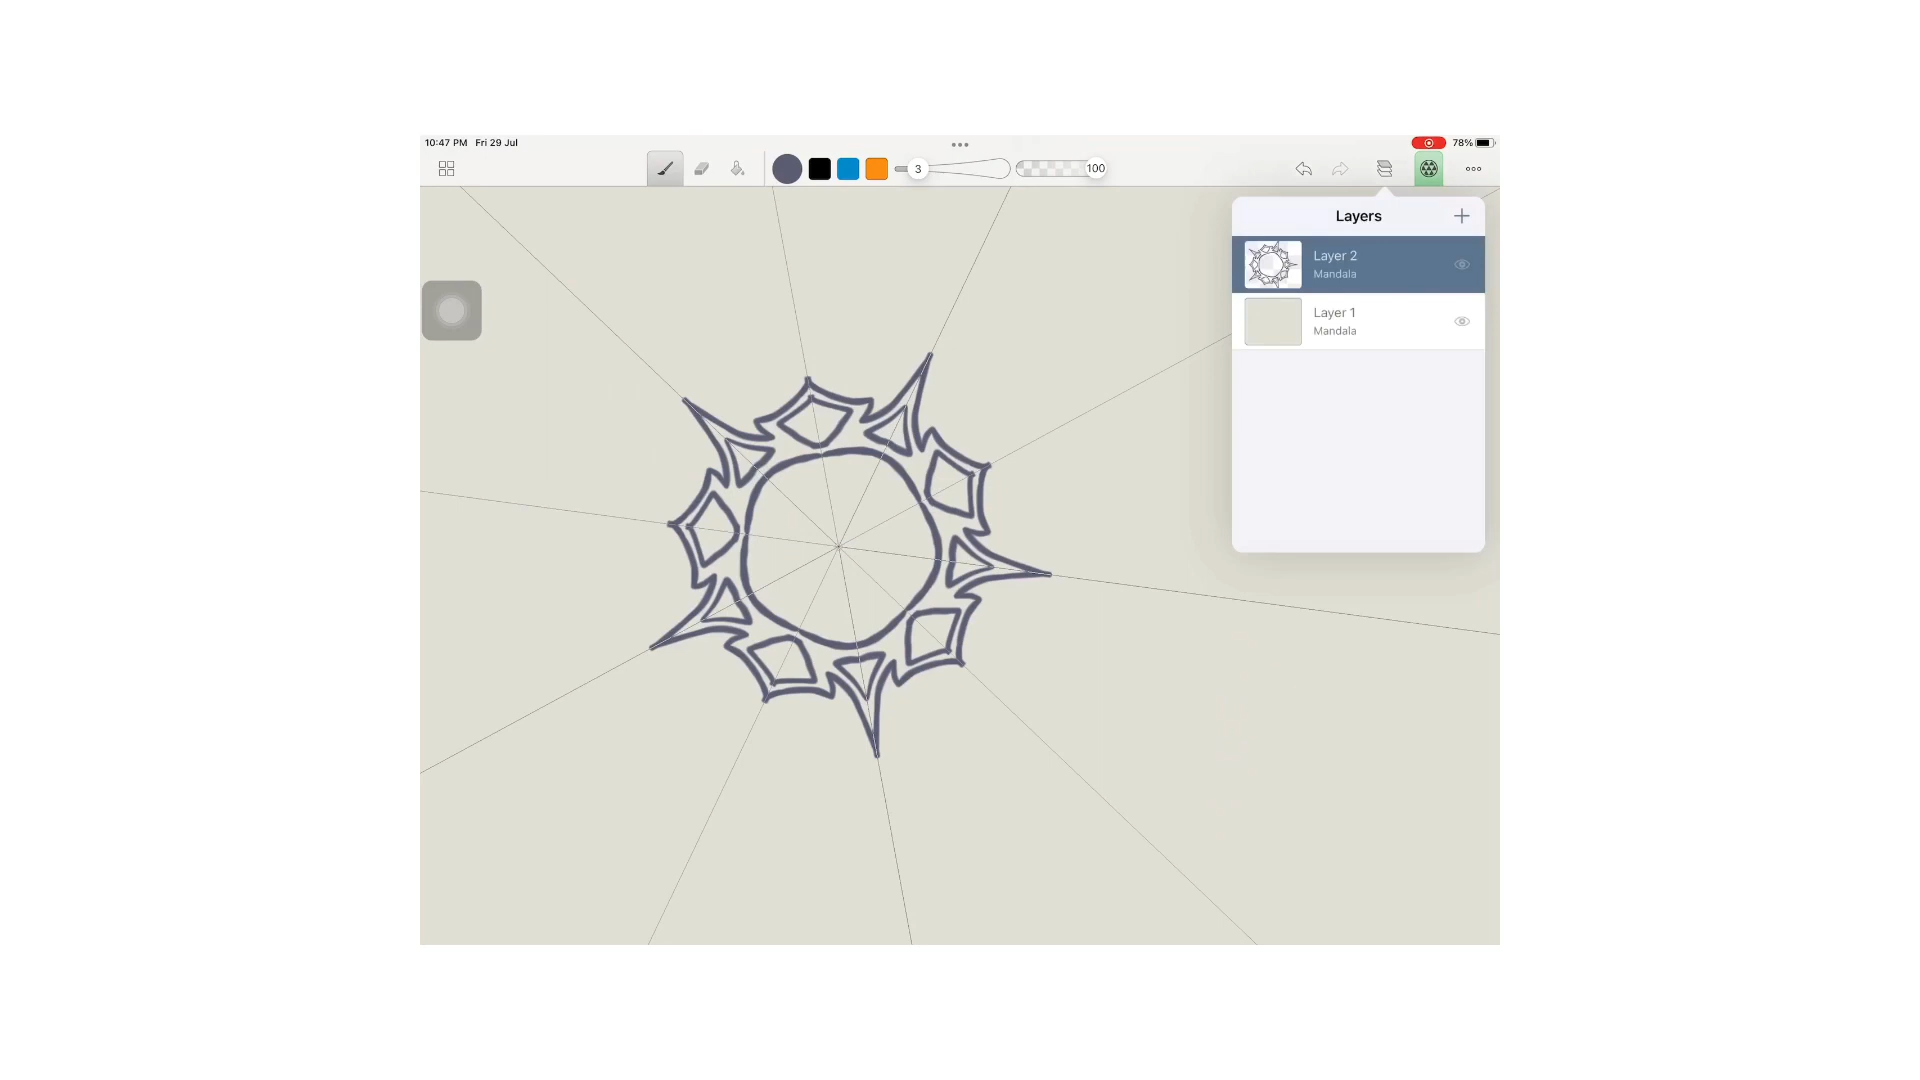 10:47 PM Fri 29 Jul
78%
3
100
Layers
Layer 2
Mandala
Layer 1
Mandala